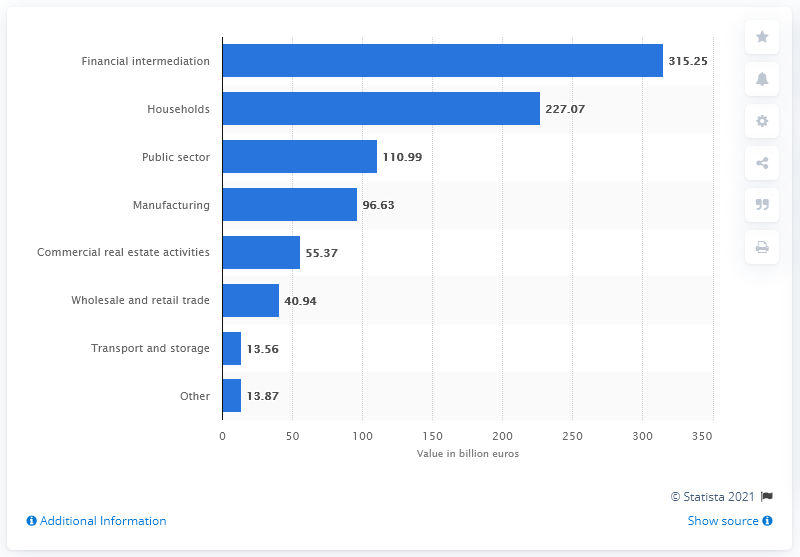 Financial intermediation 315.25
Households 227.07
Public sector 110.99
Manufacturing 96.63
Commercial real estate activities 55.37
Wholesale and retail trade 40.94
Transport and storage 13.56
Other 13.87
0 50 100 150 200 250 300 350
Value in billion euros
© Statista 2021
Additional Information Show source